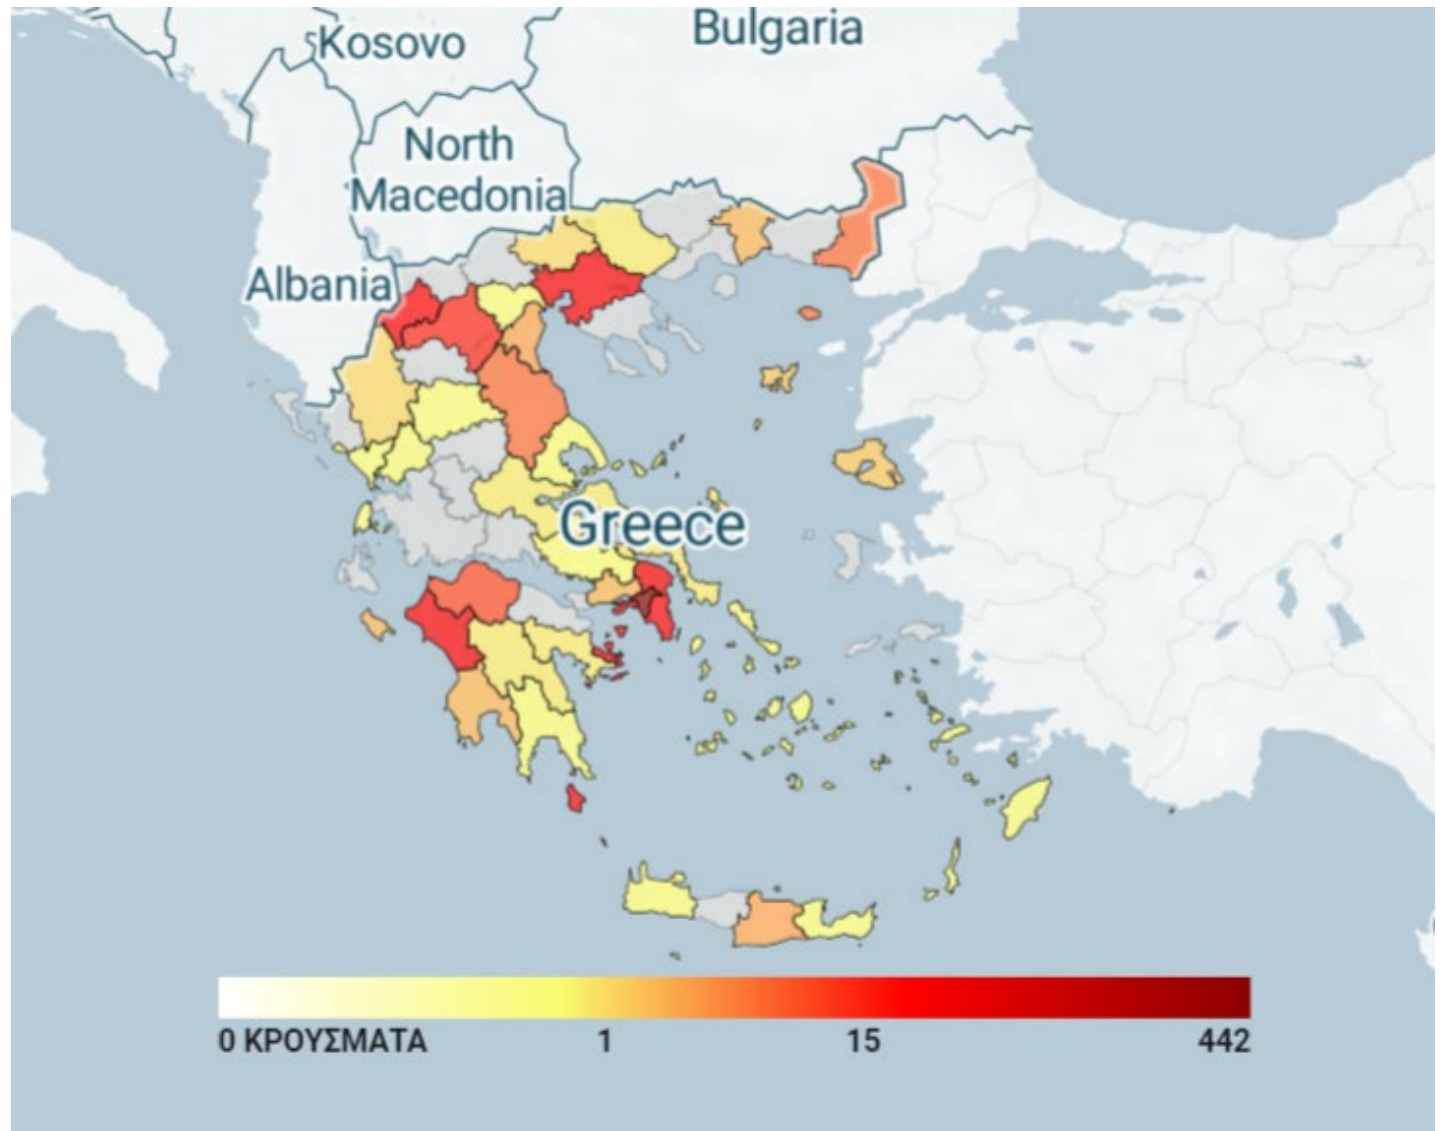 Kosovo
Bulgaria
North
Macedonia
Albania
Greece
0 ΚΡΟΥΣΜΑΤΑ 1 15 442